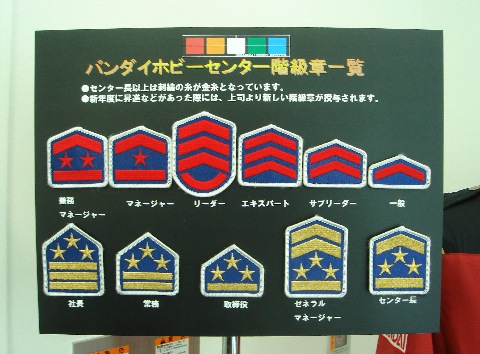 バンダイホビーセンター階級章一覧
●センター長以上は刺繍の糸が金糸となっています。
●新年度に昇進などがあった際には、上司より新しい階級章が授与されます。
兼務
マネージャー
マネージャー
リーダー
エキスパート
サブリーダー
一般
社長
常務
取締役
ゼネラル
マネージャー
センター長